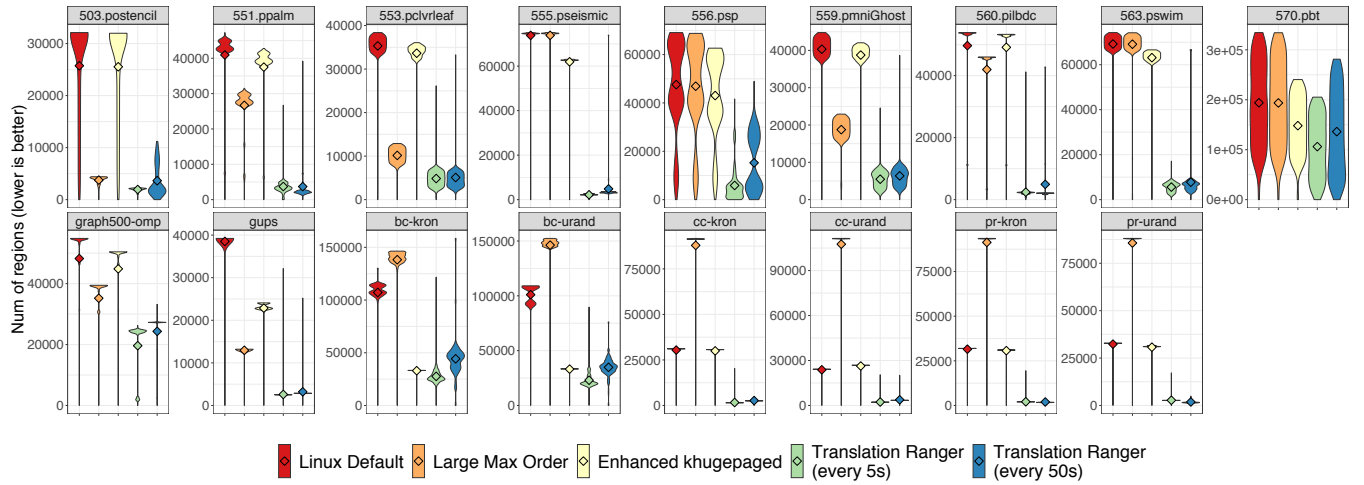 503.postencil 551.ppalm 553.pclvrleaf 555.pseismic 556.psp 559.pmniGhost 560.pilbdc 563.pswim 570.pbt
30000 20000 10000 0
40000 30000 20000 10000 0
40000 30000 20000 10000 0
60000 40000 20000 0
60000 40000 20000 0
40000 30000 20000 10000 0
40000 20000 0
60000 40000 20000 0
3e+05 2e+05 1e+05 0e+00
Num of regions (lower is better)
graph500-omp gups bc-kron bc-urand cc-kron cc-urand pr-kron pr-urand
40000 20000 0
40000 30000 20000 10000 0
150000 100000 50000 0
150000 100000 50000 0
75000 50000 25000 0
90000 60000 30000 0
75000 50000 25000 0
75000 50000 25000 0
Linux Default Large Max Order Enhanced khugepaged Translation Ranger (every 5s) Translation Ranger (every 50s)